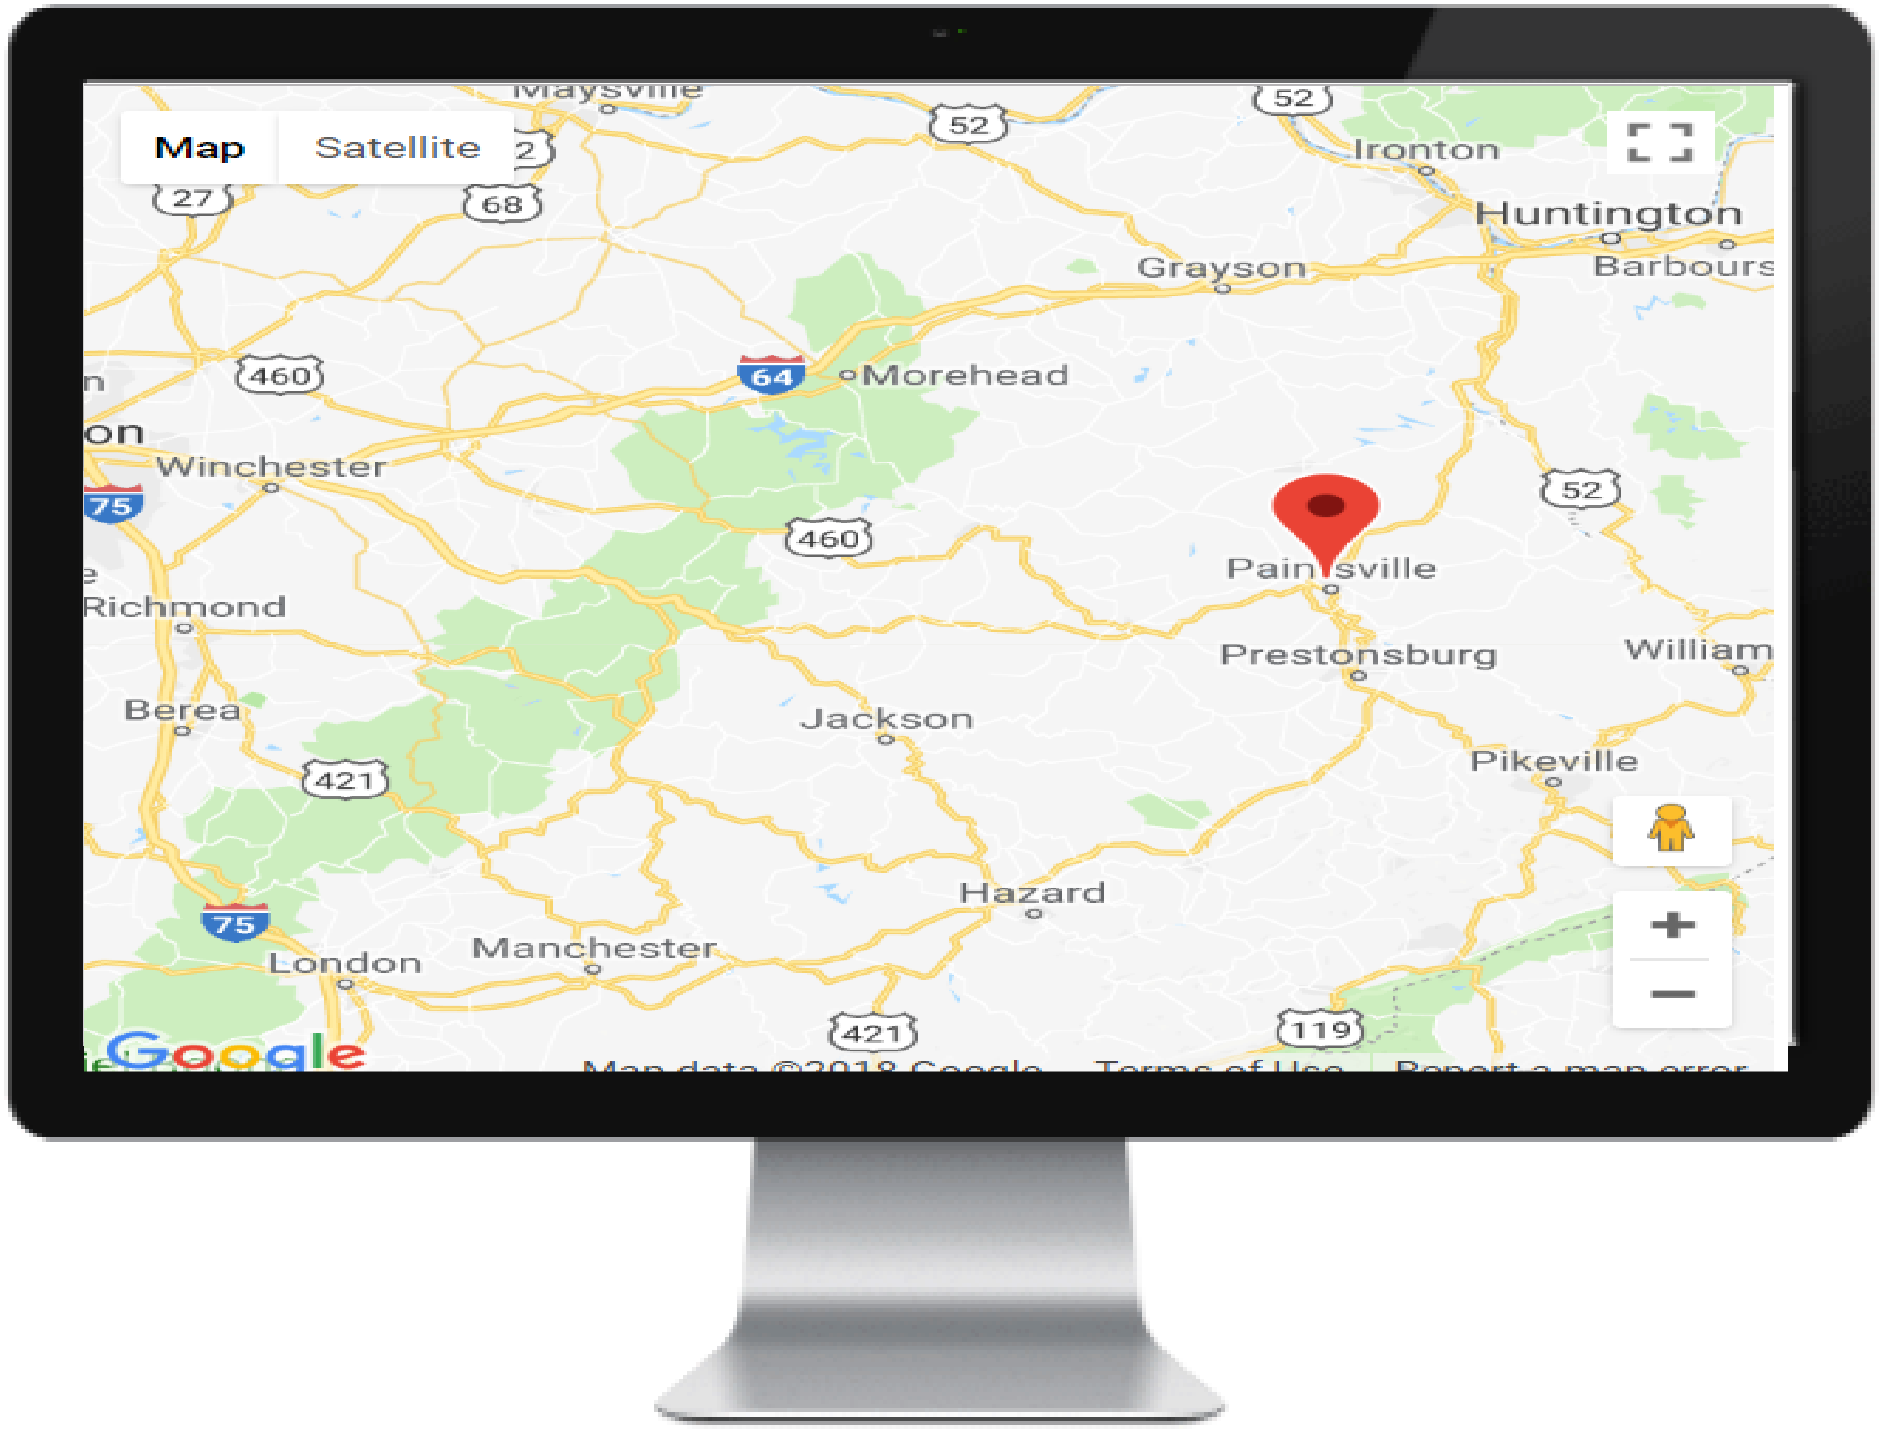 Maysville
52
52
Map
Satellite
2
Ironton
27
68
Huntington
Grayson
Barbours
64
460
n
Morehead
on
Winchester
75
52
460
Paintsville
e
Richmond
Prestonsburg
William
Berea
Jackson
Pikeville
421
Hazard
75
+
Manchester
London
−
119
421
Google
Map data ©2018 Google
Terms of Use
Report a map error